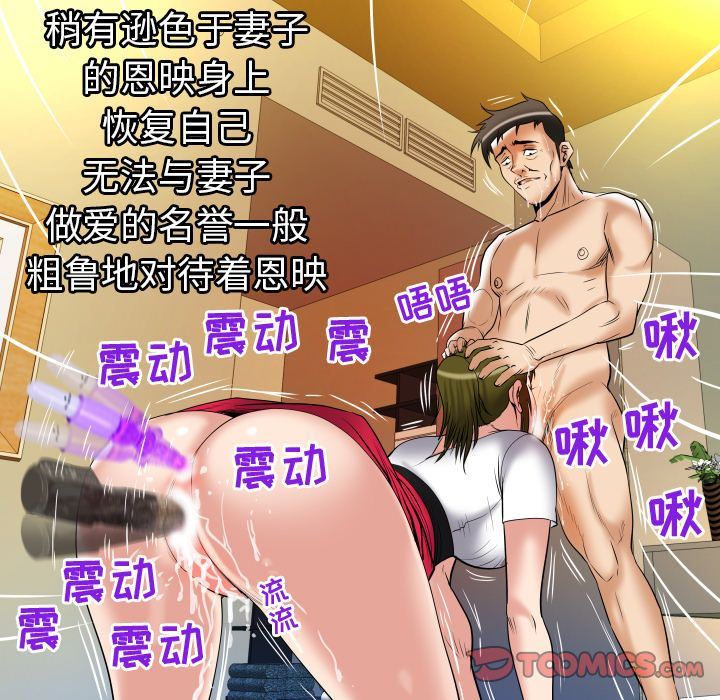 稍有逊色于妻子
的恩映身上
恢复自己
无法与妻子
做爱的名誉一般
粗鲁地对待着恩映
唔唔
震动
震动
震
啾
震动
啾
啾
啾
震动
震
震动
流流
TOOMICS.COM